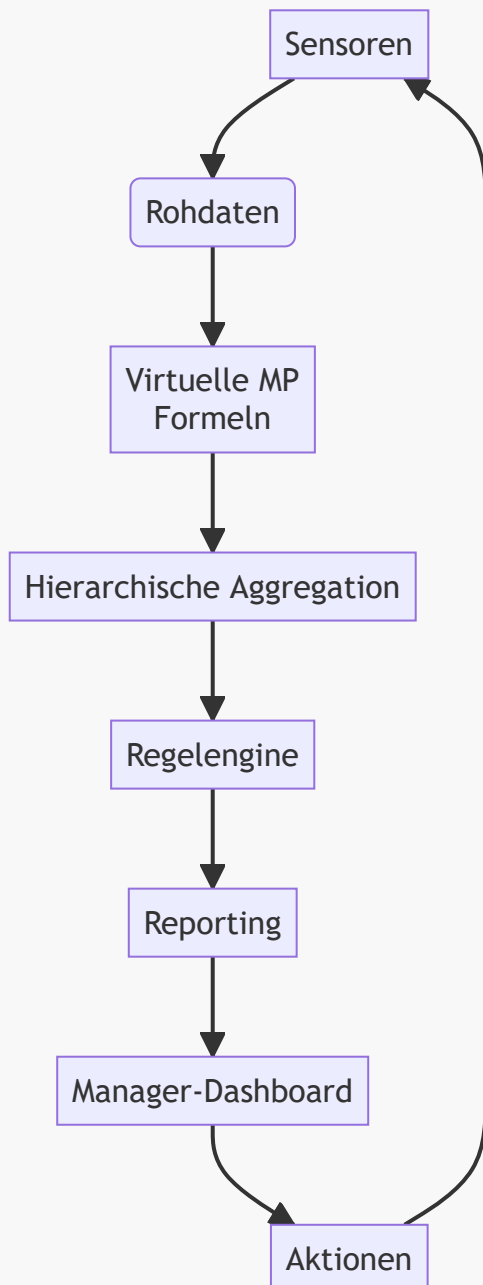 Sensoren
Rohdaten
Virtuelle MP
Formeln
Hierarchische Aggregation
Regelengine
Reporting
Manager-Dashboard
Aktionen